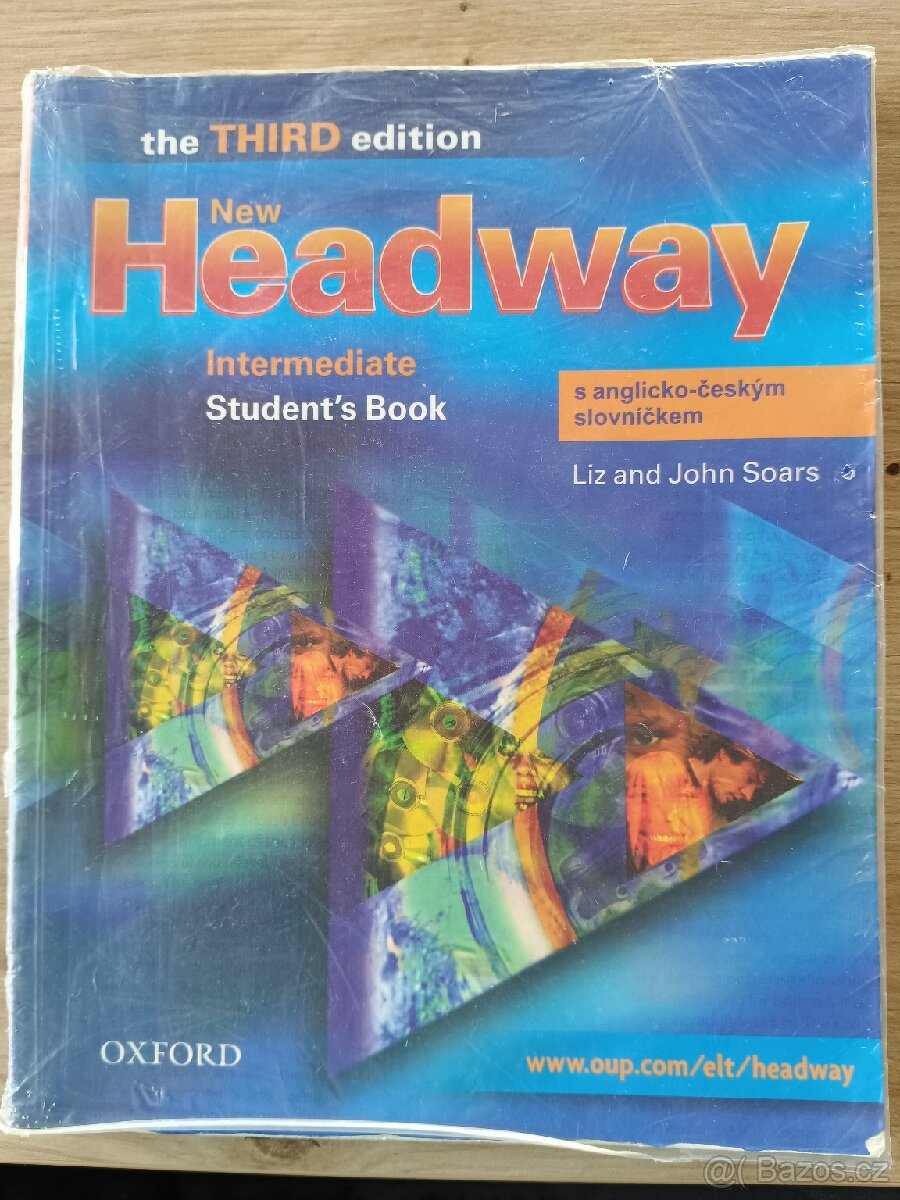 the THIRD edition
New
Headway
Intermediate
Student's Book
s anglicko-českým
slovníčkem
Liz and John Soars
OXFORD
www.oup.com/elt/headway
@( Bazos.cz